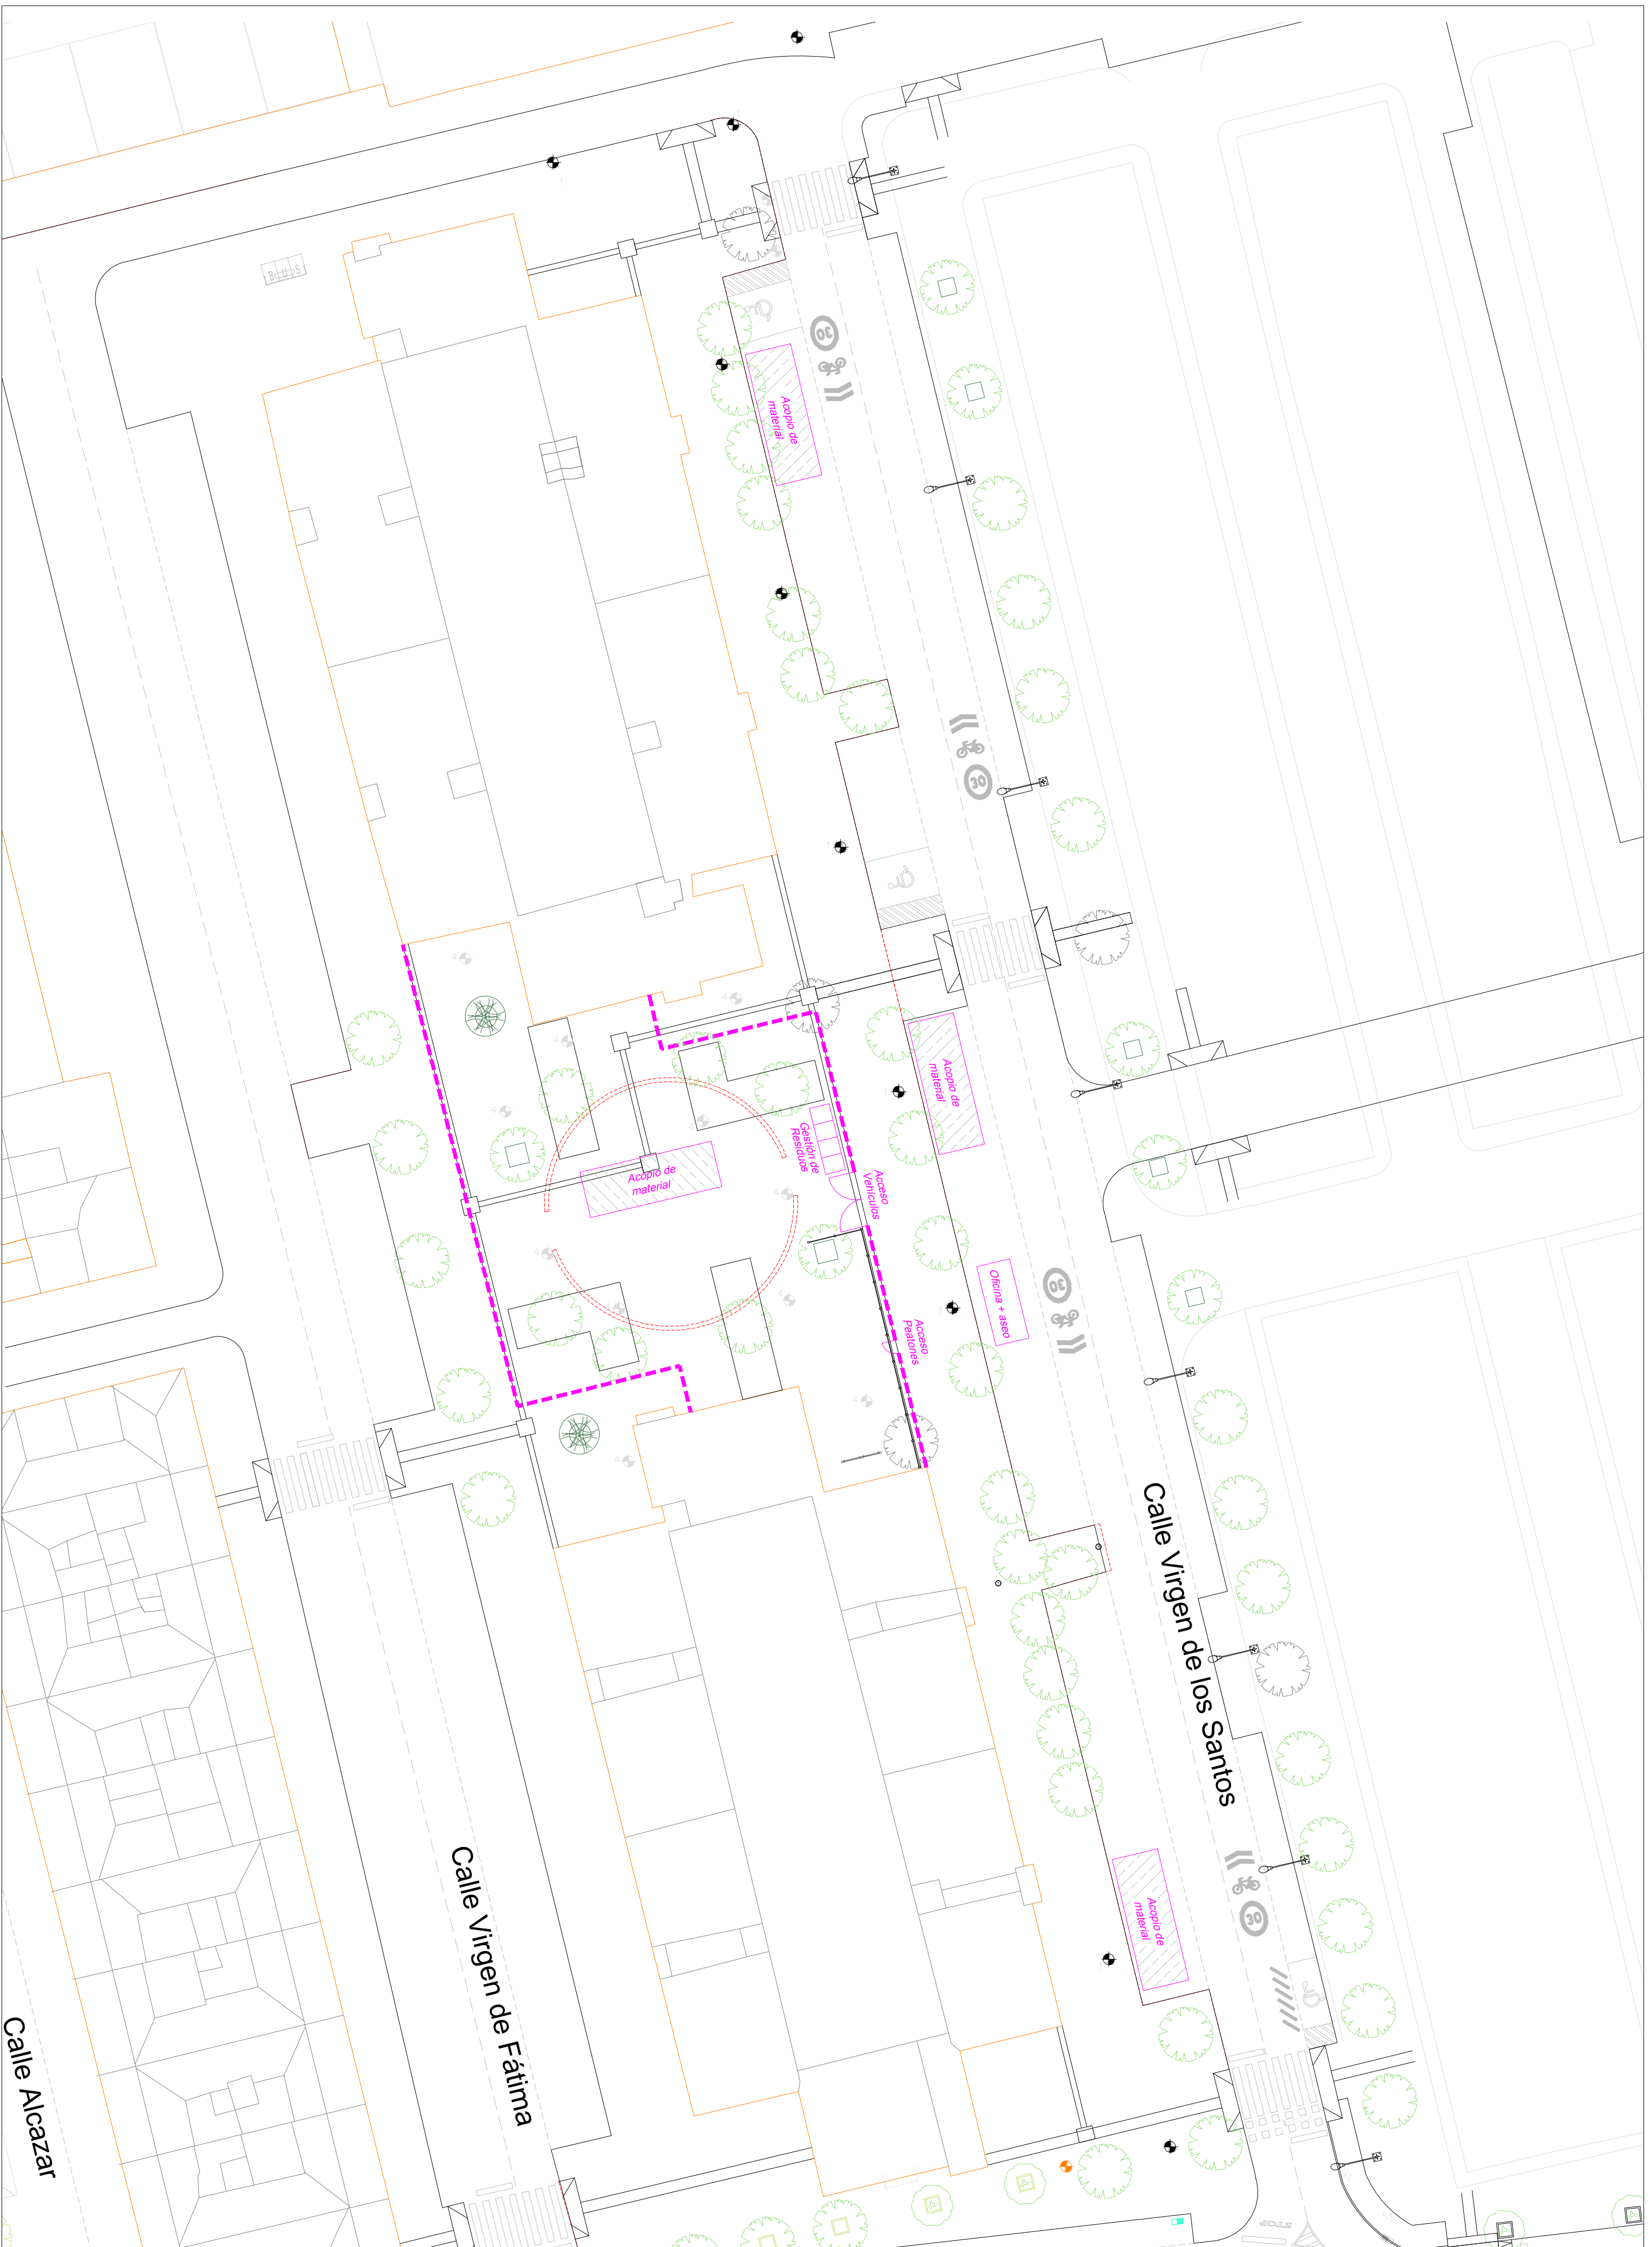 BUS
30
Acopio de
material
30
Acopio de
material
Gestión de
Residuos
Acceso
Vehículos
Acopio de
material
Oficina + aseo
30
Acceso
Peatones
Calle Virgen de los Santos
Acopio de
material
30
Calle Virgen de Fátima
Calle Alcazar
STOP